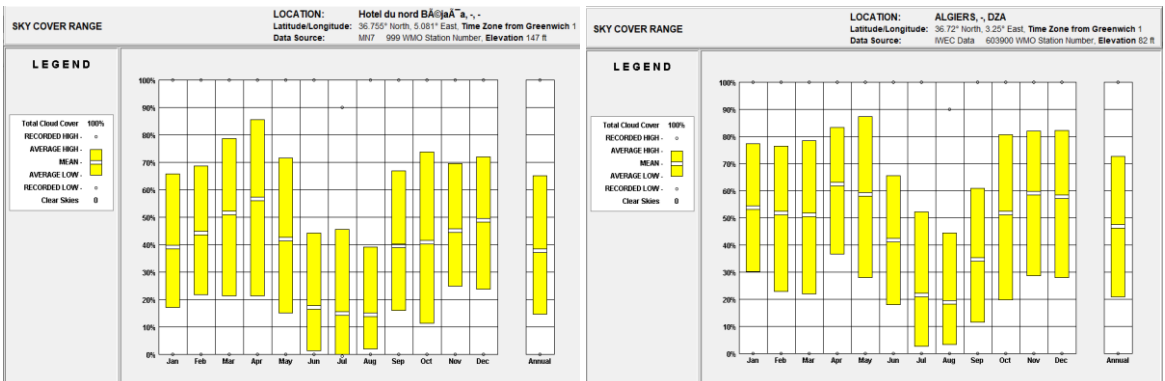 SKY COVER RANGE
LOCATION: Hotel du nord BÃ©jaÃ¯a, -, -
Latitude/Longitude: 36.755° North, 5.081° East, Time Zone from Greenwich 1
Data Source: MN7 999 WMO Station Number, Elevation 147 ft
LEGEND
Total Cloud Cover 100%
RECORDED HIGH - o
AVERAGE HIGH -
MEAN -
AVERAGE LOW -
RECORDED LOW - o
Clear Skies 0
100%
90%
80%
70%
60%
50%
40%
30%
20%
10%
0%
Jan Feb Mar Apr May Jun Jul Aug Sep Oct Nov Dec Annual
SKY COVER RANGE
LOCATION: ALGIERS, -, DZA
Latitude/Longitude: 36.72° North, 3.25° East, Time Zone from Greenwich 1
Data Source: IWEC Data 603900 WMO Station Number, Elevation 82 ft
LEGEND
Total Cloud Cover 100%
RECORDED HIGH - o
AVERAGE HIGH -
MEAN -
AVERAGE LOW -
RECORDED LOW - o
Clear Skies 0
100%
90%
80%
70%
60%
50%
40%
30%
20%
10%
0%
Jan Feb Mar Apr May Jun Jul Aug Sep Oct Nov Dec Annual